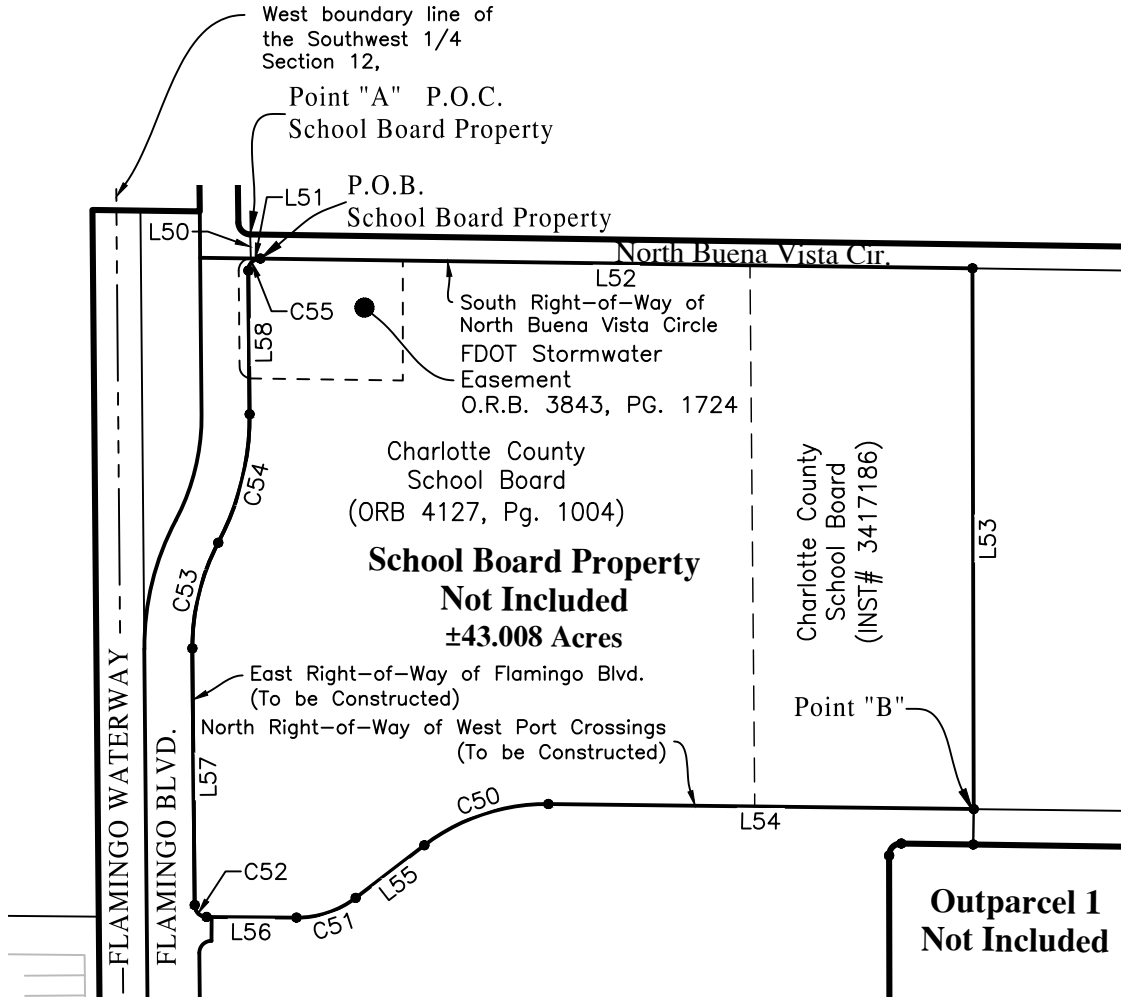 West boundary line of
the Southwest 1/4
Section 12,
Point "A" P.O.C.
School Board Property
L51
P.O.B.
School Board Property
L50
North Buena Vista Cir.
L52
C55
L58
South Right-of-Way of
North Buena Vista Circle
FDOT Stormwater
Easement
O.R.B. 3843, PG. 1724
Charlotte County
School Board
(ORB 4127, Pg. 1004)
C54
Charlotte County
School Board
(INST# 3417186)
L53
School Board Property
Not Included
±43.008 Acres
C53
East Right-of-Way of Flamingo Blvd.
(To be Constructed)
North Right-of-Way of West Port Crossings
(To be Constructed)
Point "B"
FLAMINGO WATERWAY
FLAMINGO BLVD.
L57
C50
L54
C52
L55
L56
C51
Outparcel 1
Not Included